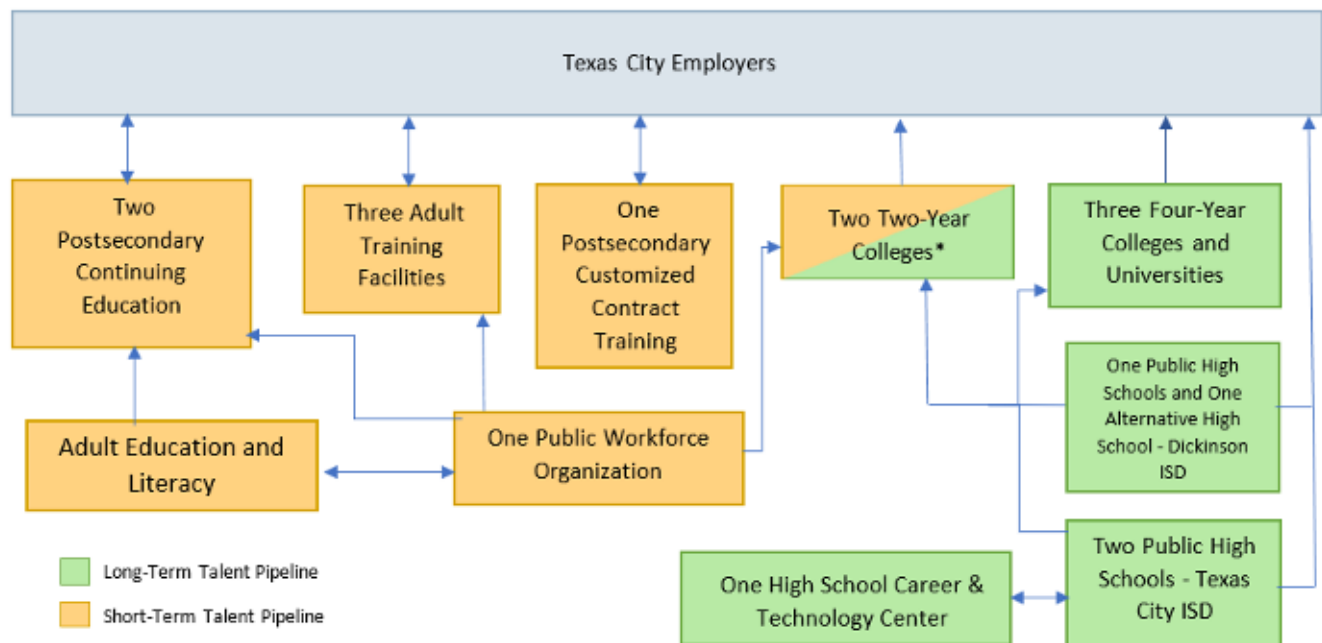 Texas City Employers
Two
Postsecondary
Continuing
Education
Three Adult
Training
Facilities
One
Postsecondary
Customized
Contract
Training
Two Two-Year
Colleges*
Three Four-Year
Colleges and
Universities
One Public High
Schools and One
Alternative High
School - Dickinson
ISD
Adult Education and
Literacy
One Public Workforce
Organization
Two Public High
Schools - Texas
City ISD
One High School Career &
Technology Center
Long-Term Talent Pipeline
Short-Term Talent Pipeline